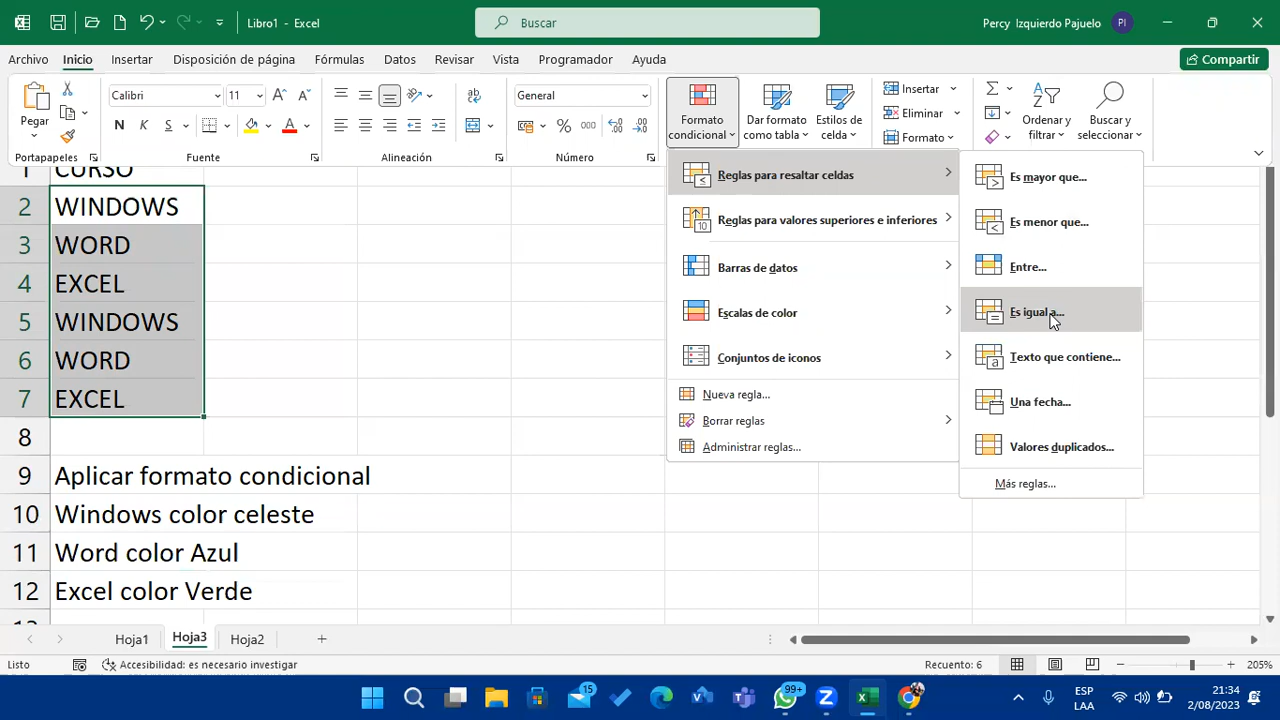 Libro1 - Excel
Buscar
Percy Izquierdo Pajuelo
PI
Archivo
Inicio
Insertar
Disposición de página
Fórmulas
Datos
Revisar
Vista
Programador
Ayuda
Compartir
Pegar
Calibri
11
N
K
S
General
%
000
Formato
condicional
Dar formato
como tabla
Estilos de
celda
Insertar
Eliminar
Formato
Ordenar y
filtrar
Buscar y
seleccionar
Portapapeles
Fuente
Alineación
Número
Reglas para resaltar celdas
Reglas para valores superiores e inferiores
Barras de datos
Escalas de color
Conjuntos de iconos
Nueva regla...
Borrar reglas
Administrar reglas...
Es mayor que...
Es menor que...
Entre...
Es igual a...
Texto que contiene...
Una fecha...
Valores duplicados...
Más reglas...
1 CURSO
2 WINDOWS
3 WORD
4 EXCEL
5 WINDOWS
6 WORD
7 EXCEL
8
9 Aplicar formato condicional
10 Windows color celeste
11 Word color Azul
12 Excel color Verde
Hoja1
Hoja3
Hoja2
Listo
Accesibilidad: es necesario investigar
Recuento: 6
205%
15
99+
ESP
LAA
21:34
2/08/2023
2